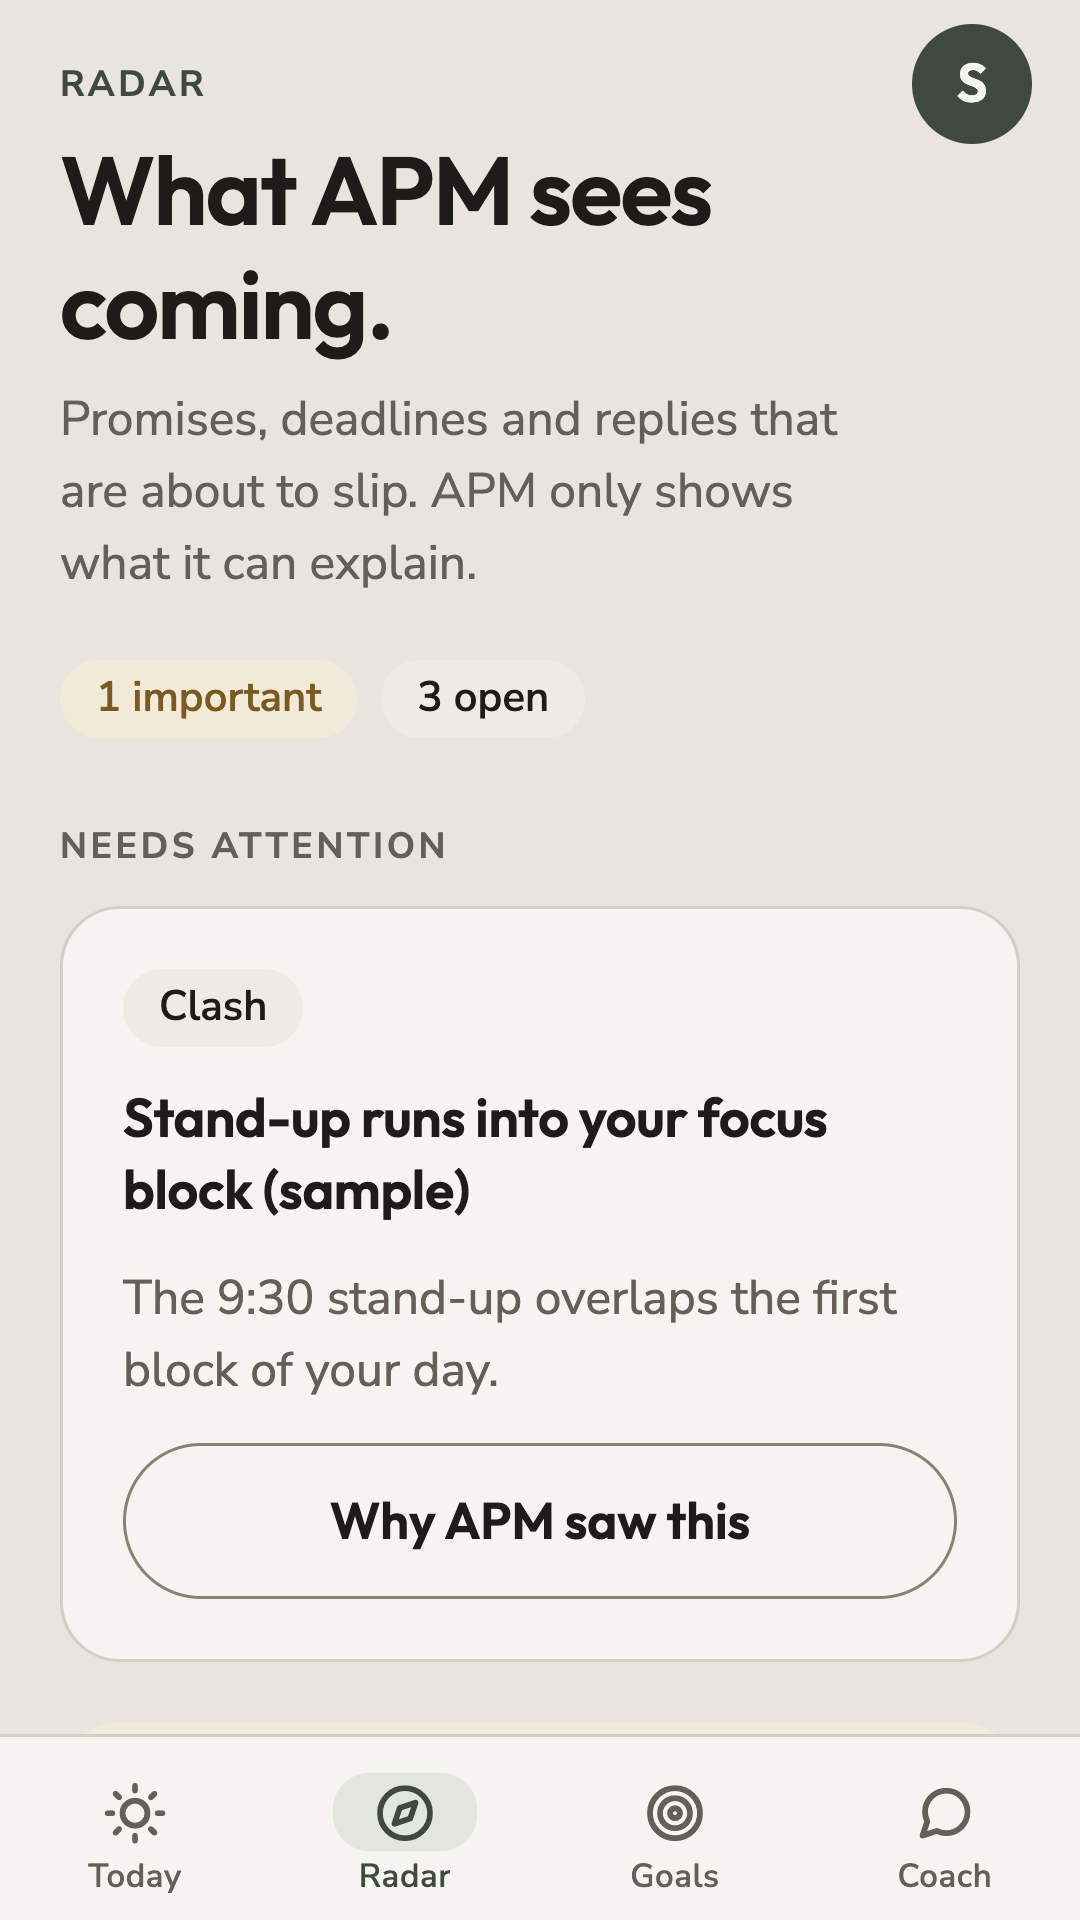 RADAR
S
What APM sees
coming.
Promises, deadlines and replies that
are about to slip. APM only shows
what it can explain.
1 important
3 open
NEEDS ATTENTION
Clash
Stand-up runs into your focus
block (sample)
The 9:30 stand-up overlaps the first
block of your day.
Why APM saw this
Today
Radar
Goals
Coach